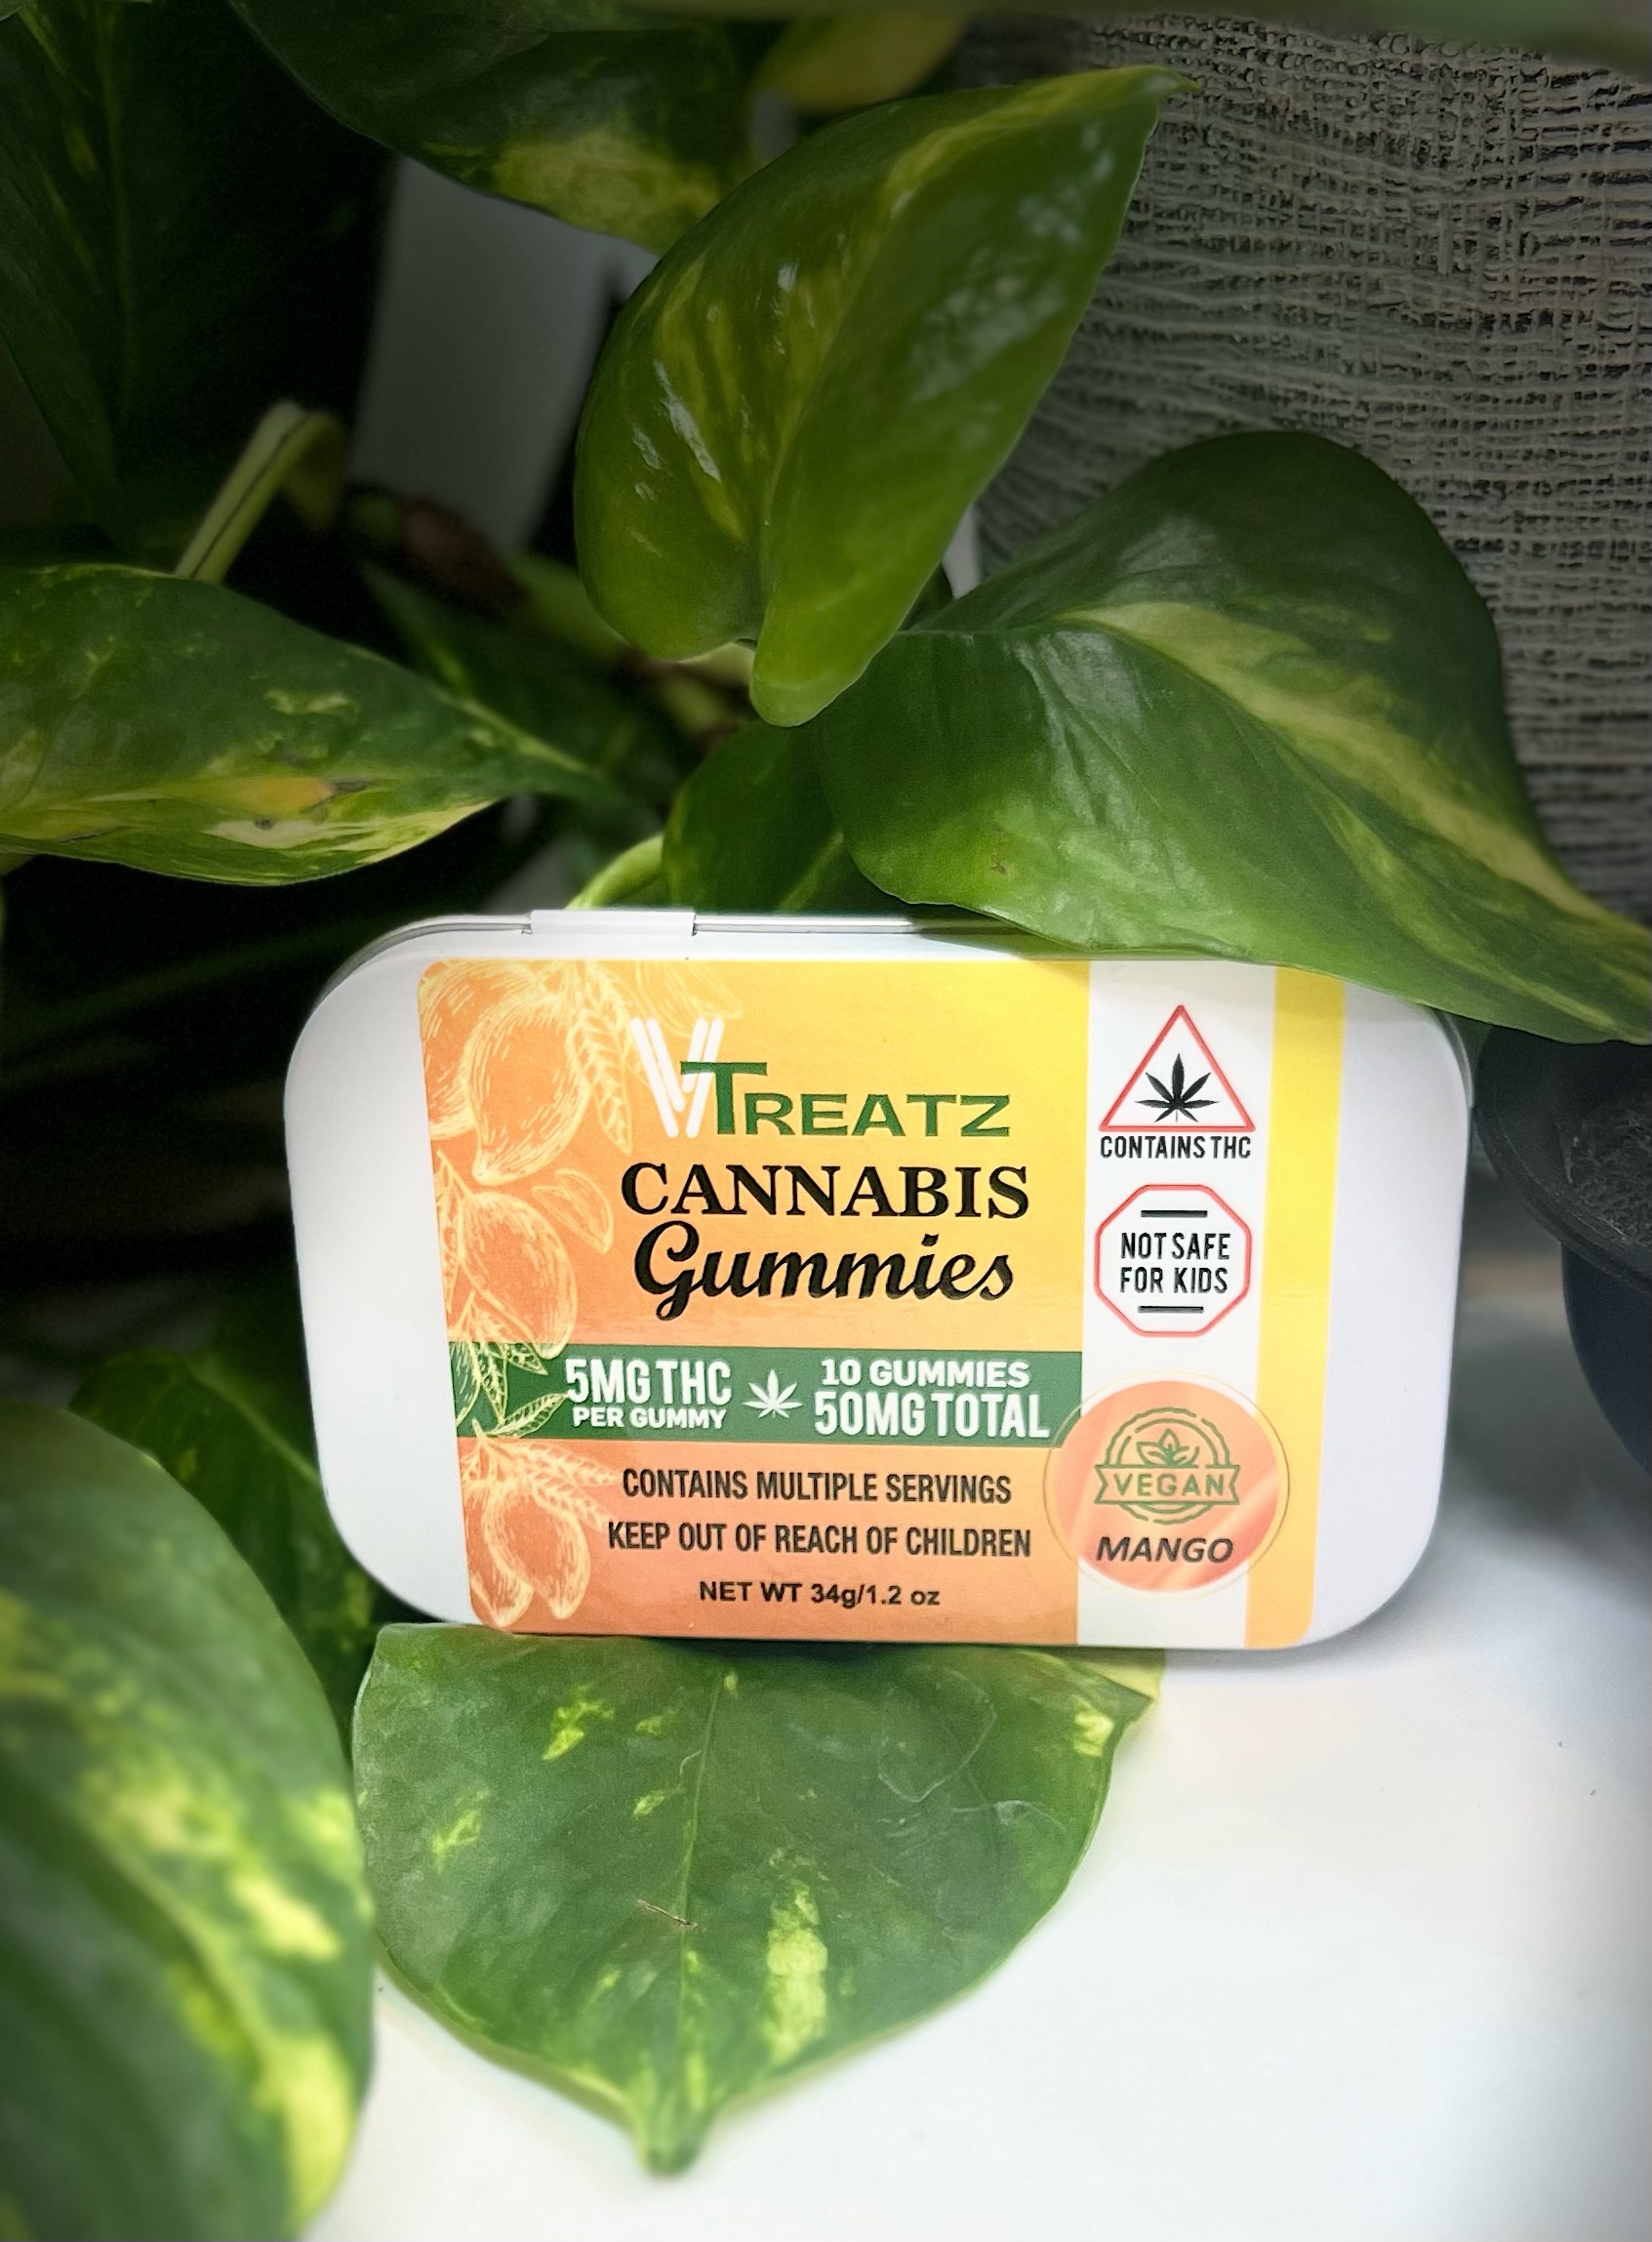 VTREATZ
CANNABIS
Gummies
5MG THC
PER GUMMY
10 GUMMIES
50MG TOTAL
CONTAINS MULTIPLE SERVINGS
KEEP OUT OF REACH OF CHILDREN
NET WT 34g/1.2 oz
CONTAINS THC
NOT SAFE
FOR KIDS
VEGAN
MANGO